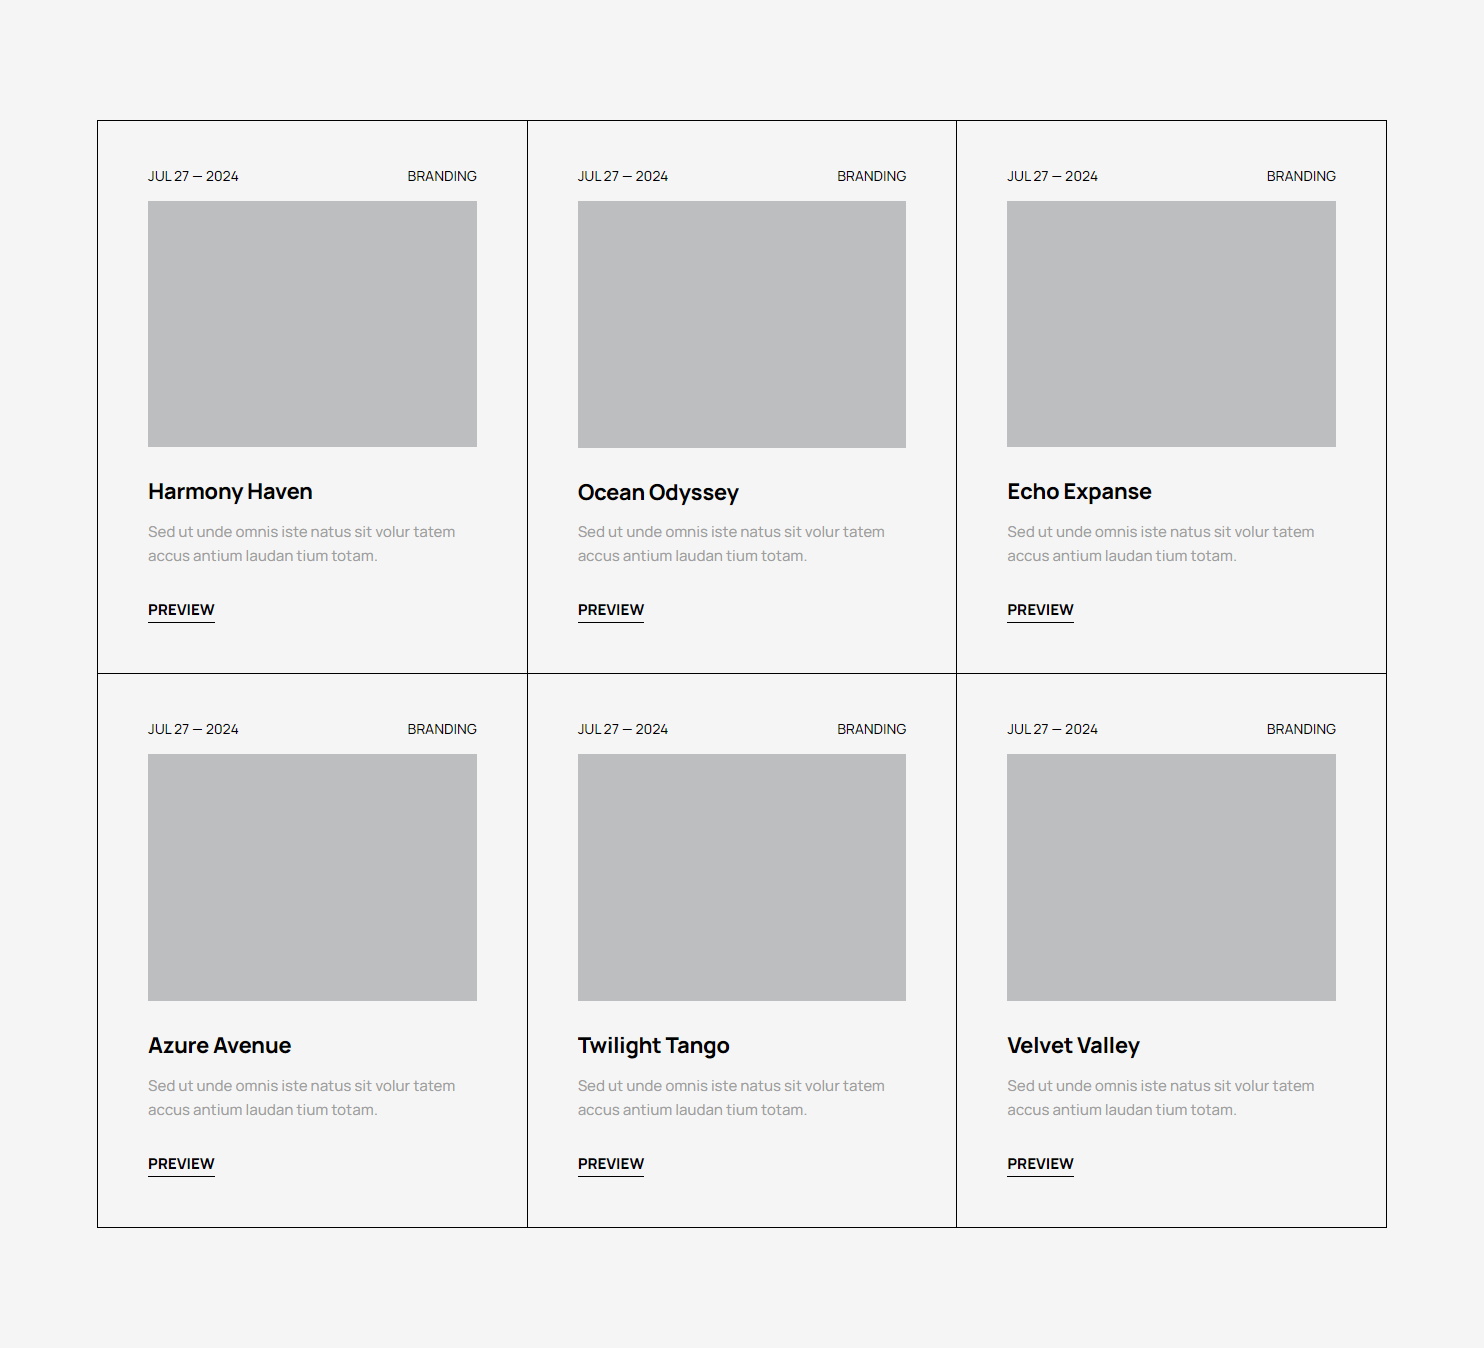 JUL 27 — 2024 BRANDING
Harmony Haven
Sed ut unde omnis iste natus sit volur tatem
accus antium laudan tium totam.
PREVIEW
JUL 27 — 2024 BRANDING
Ocean Odyssey
Sed ut unde omnis iste natus sit volur tatem
accus antium laudan tium totam.
PREVIEW
JUL 27 — 2024 BRANDING
Echo Expanse
Sed ut unde omnis iste natus sit volur tatem
accus antium laudan tium totam.
PREVIEW
JUL 27 — 2024 BRANDING
Azure Avenue
Sed ut unde omnis iste natus sit volur tatem
accus antium laudan tium totam.
PREVIEW
JUL 27 — 2024 BRANDING
Twilight Tango
Sed ut unde omnis iste natus sit volur tatem
accus antium laudan tium totam.
PREVIEW
JUL 27 — 2024 BRANDING
Velvet Valley
Sed ut unde omnis iste natus sit volur tatem
accus antium laudan tium totam.
PREVIEW